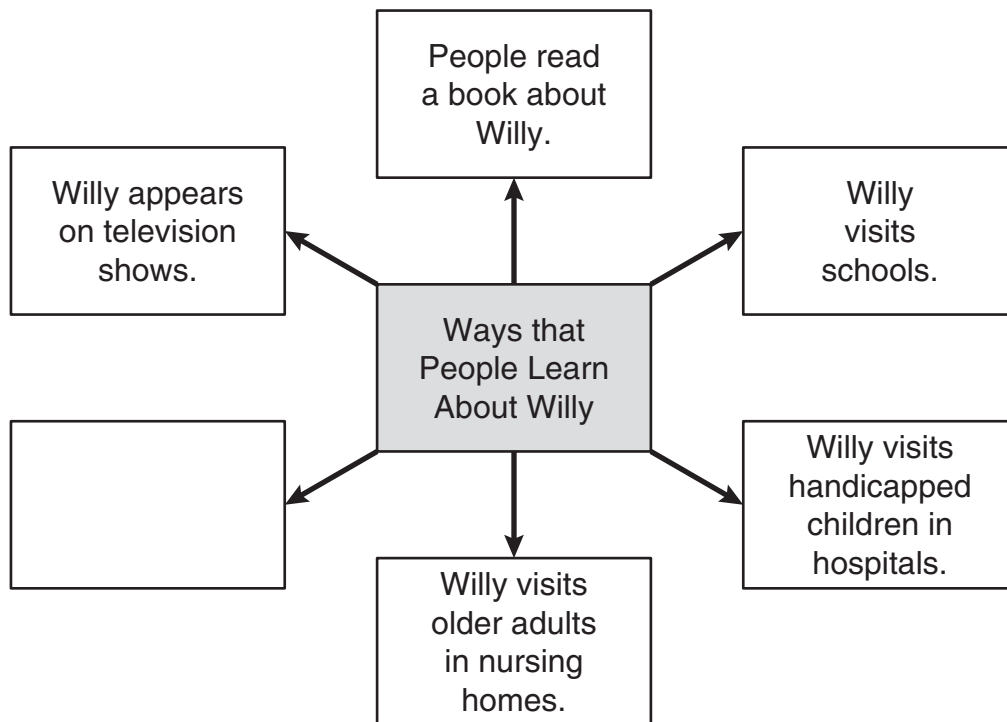 People read
a book about
Willy.
Willy appears
on television
shows.
Willy
visits
schools.
Ways that
People Learn
About Willy
Willy visits
handicapped
children in
hospitals.
Willy visits
older adults
in nursing
homes.